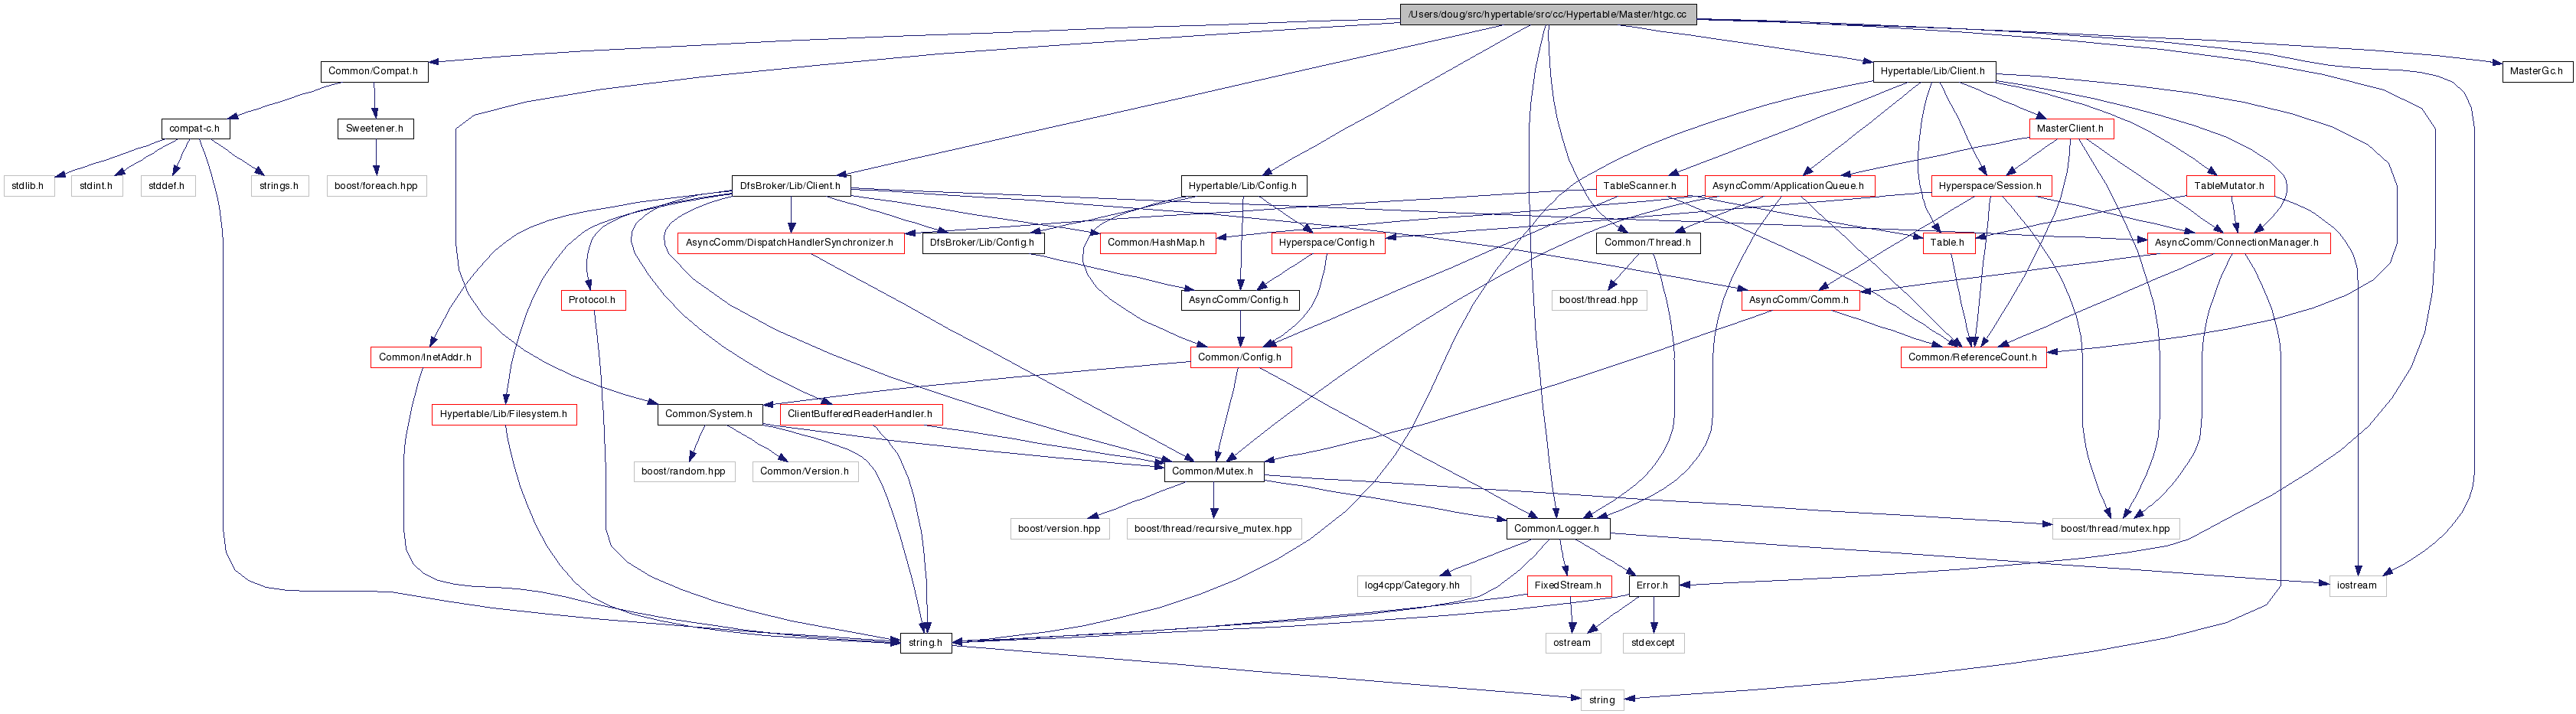 /Users/doug/src/hypertable/src/cc/Hypertable/Master/htgc.cc
Common/Compat.h
Hypertable/Lib/Client.h
MasterGc.h
compat-c.h
Sweetener.h
MasterClient.h
stdlib.h
stdint.h
stddef.h
strings.h
boost/foreach.hpp
DfsBroker/Lib/Client.h
Hypertable/Lib/Config.h
TableScanner.h
AsyncComm/ApplicationQueue.h
Hyperspace/Session.h
TableMutator.h
AsyncComm/DispatchHandlerSynchronizer.h
DfsBroker/Lib/Config.h
Common/HashMap.h
Hyperspace/Config.h
Common/Thread.h
Table.h
AsyncComm/ConnectionManager.h
Protocol.h
AsyncComm/Config.h
boost/thread.hpp
AsyncComm/Comm.h
Common/InetAddr.h
Common/Config.h
Common/ReferenceCount.h
Hypertable/Lib/Filesystem.h
Common/System.h
ClientBufferedReaderHandler.h
boost/random.hpp
Common/Version.h
Common/Mutex.h
boost/version.hpp
boost/thread/recursive_mutex.hpp
Common/Logger.h
boost/thread/mutex.hpp
log4cpp/Category.hh
FixedStream.h
Error.h
iostream
string.h
ostream
stdexcept
string